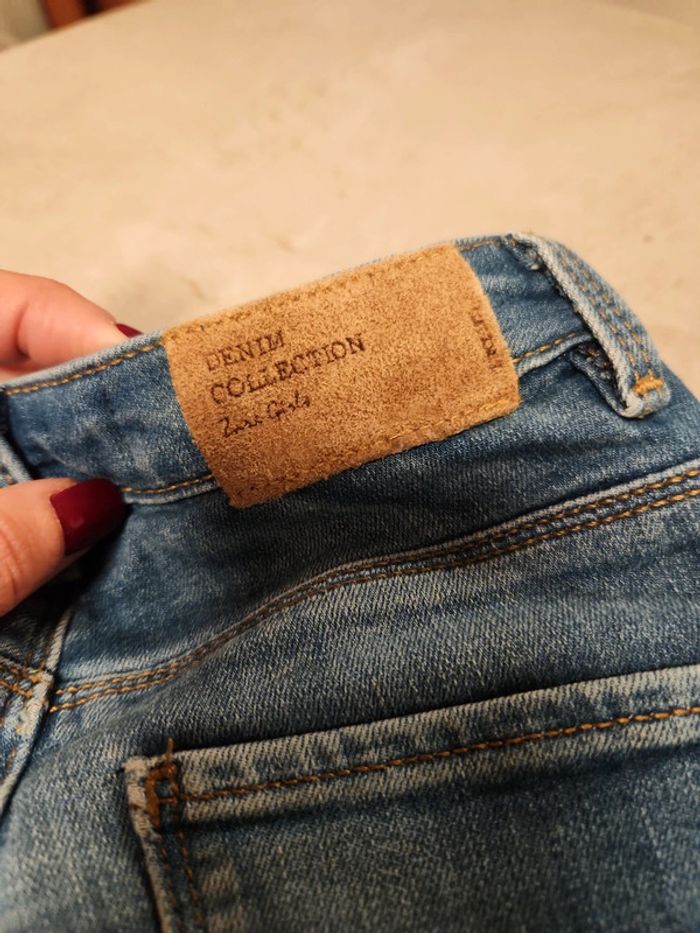 DENIM
COLLECTION
Zara Girls